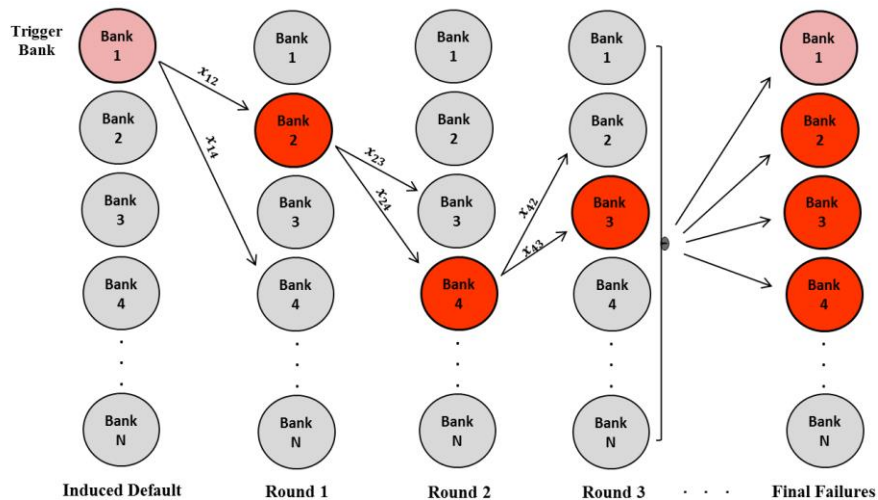 Trigger
Bank
Bank
1
Bank
2
Bank
3
Bank
4
. . .
Bank
N
Induced Default
x₁₂
x₁₄
Bank
1
Bank
2
Bank
3
Bank
4
. . .
Bank
N
Round 1
x₂₃
x₂₄
Bank
1
Bank
2
Bank
3
Bank
4
. . .
Bank
N
Round 2
x₄₂
x₄₃
Bank
1
Bank
2
Bank
3
Bank
4
. . .
Bank
N
Round 3
. . .
Bank
1
Bank
2
Bank
3
Bank
4
. . .
Bank
N
Final Failures